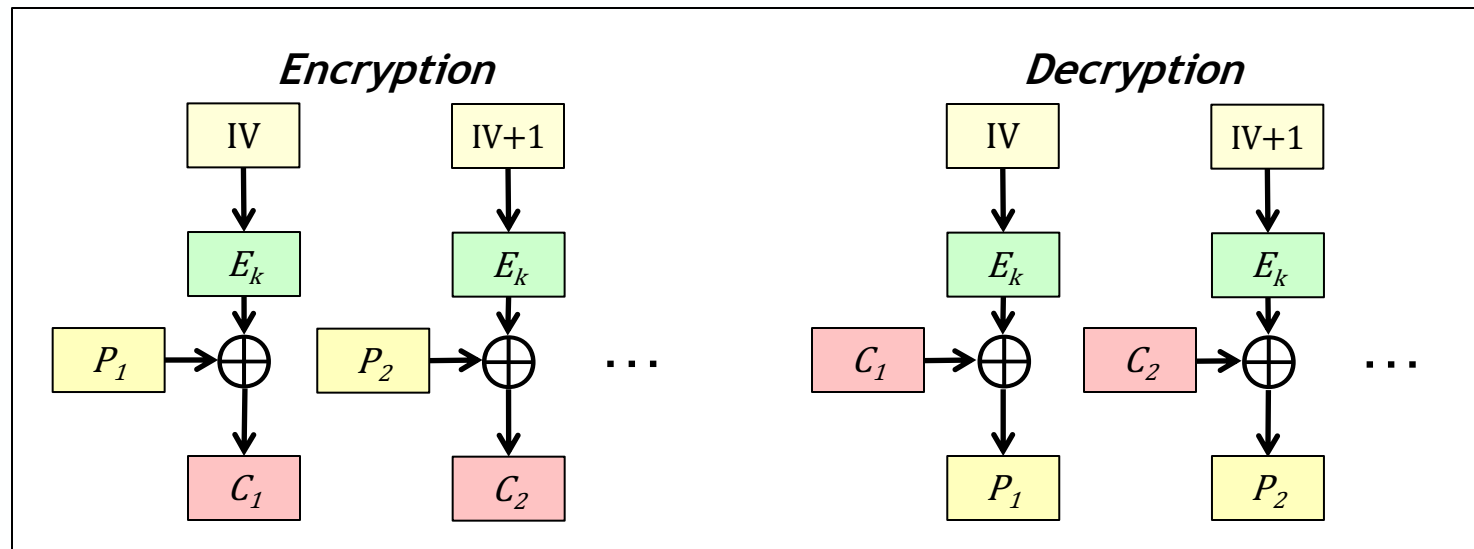 Encryption Decryption
IV IV+1 IV IV+1
E_k E_k E_k E_k
P_1 P_2 ... C_1 C_2 ...
C_1 C_2 P_1 P_2